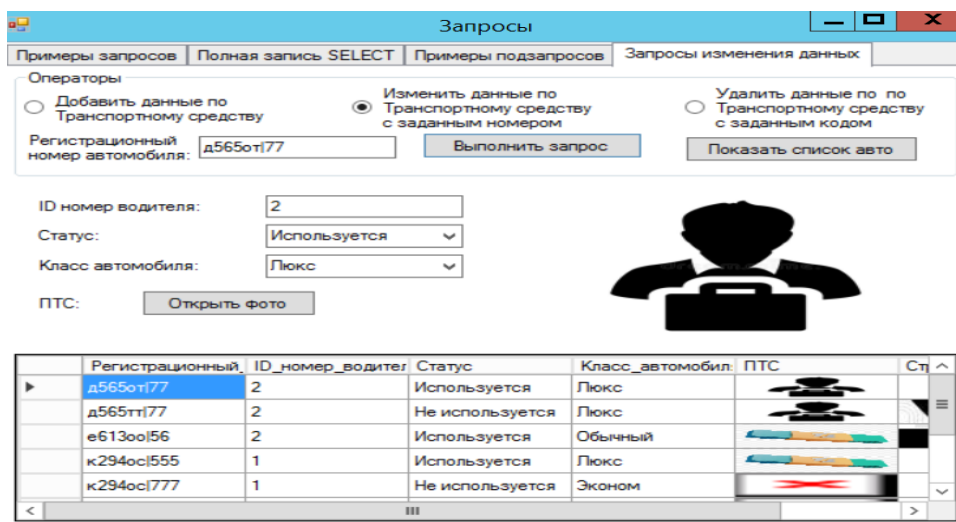 Запросы
Примеры запросов Полная запись SELECT Примеры подзапросов Запросы изменения данных
Операторы
Добавить данные по
Транспортному средству
Изменить данные по
Транспортному средству
с заданным номером
Удалить данные по по
Транспортному средству
с заданным кодом
Регистрационный
номер автомобиля: д565от|77 Выполнить запрос Показать список авто
ID номер водителя: 2
Статус: Используется
Класс автомобиля: Люкс
ПТС: Открыть фото
Регистрационный_ ID_номер_водител Статус Класс_автомобил ПТС Ст
д565от|77 2 Используется Люкс
д565тт|77 2 Не используется Люкс
е613оо|56 2 Используется Обычный
к294ос|555 1 Используется Люкс
к294ос|777 1 Не используется Эконом